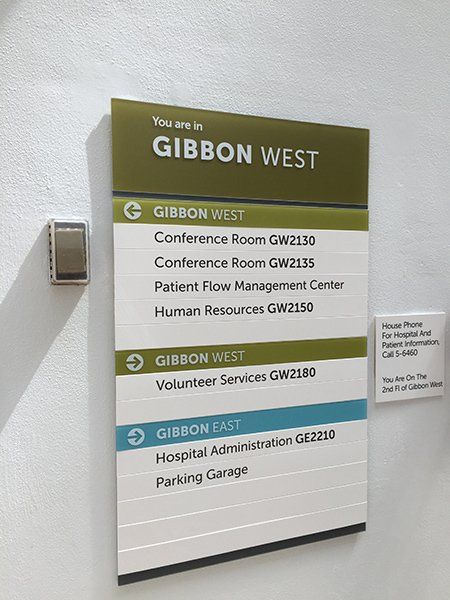 You are in
GIBBON WEST
GIBBON WEST
Conference Room GW2130
Conference Room GW2135
Patient Flow Management Center
Human Resources GW2150
GIBBON WEST
Volunteer Services GW2180
GIBBON EAST
Hospital Administration GE2210
Parking Garage
House Phone
For Hospital And
Patient Information,
Call 5-6460
You Are On The
2nd Fl of Gibbon West